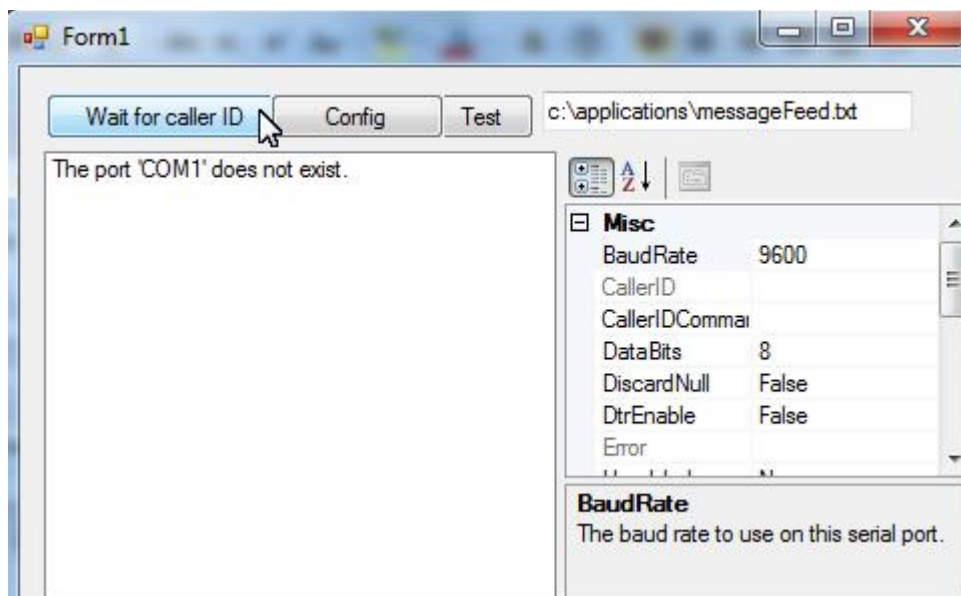 Form1
Wait for caller ID Config Test c:\applications\messageFeed.txt
The port 'COM1' does not exist.
Misc
BaudRate 9600
CallerID
CallerIDCommai
DataBits 8
DiscardNull False
DtrEnable False
Error
BaudRate
The baud rate to use on this serial port.